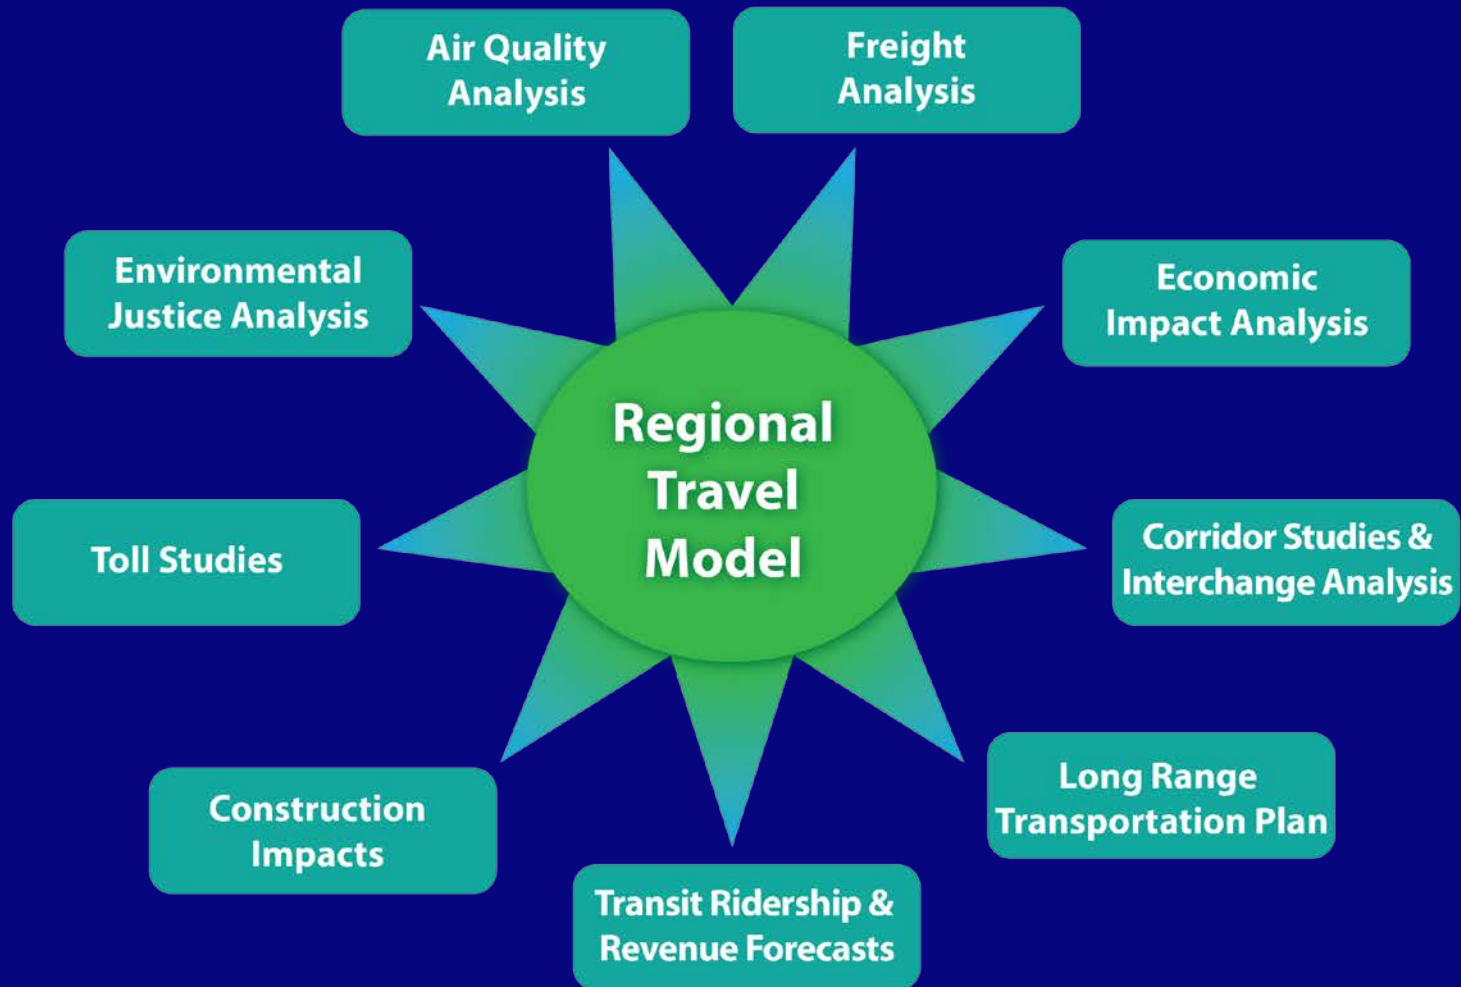 Air Quality
Analysis
Freight
Analysis
Environmental
Justice Analysis
Economic
Impact Analysis
Regional
Travel
Model
Toll Studies
Corridor Studies &
Interchange Analysis
Construction
Impacts
Long Range
Transportation Plan
Transit Ridership &
Revenue Forecasts